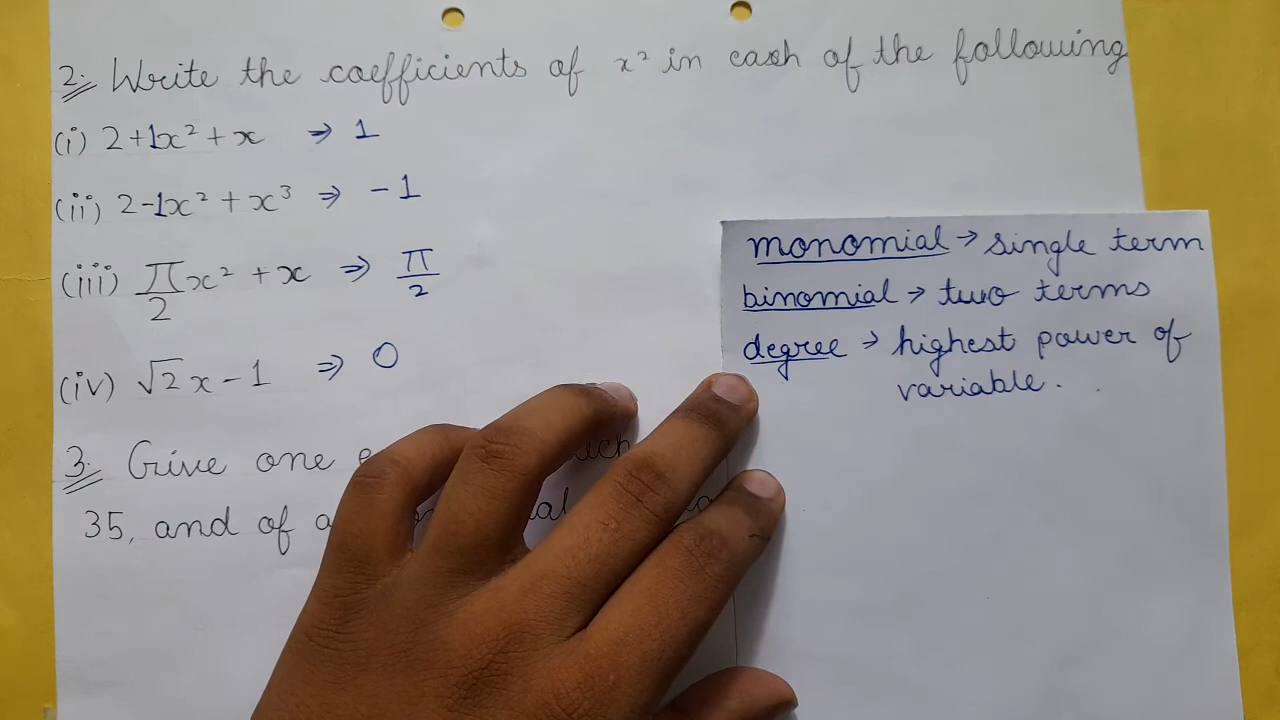 2. Write the coefficients of x² in each of the following
(i) 2+1x²+x ⇒ 1
(ii) 2-1x² + x³ ⇒ -1
(iii) π/2 x² + x ⇒ π/2
(iv) √2x-1 ⇒ 0
3. Give one
35, and of a
monomial → single term
binomial → two terms
degree → highest power of
variable.